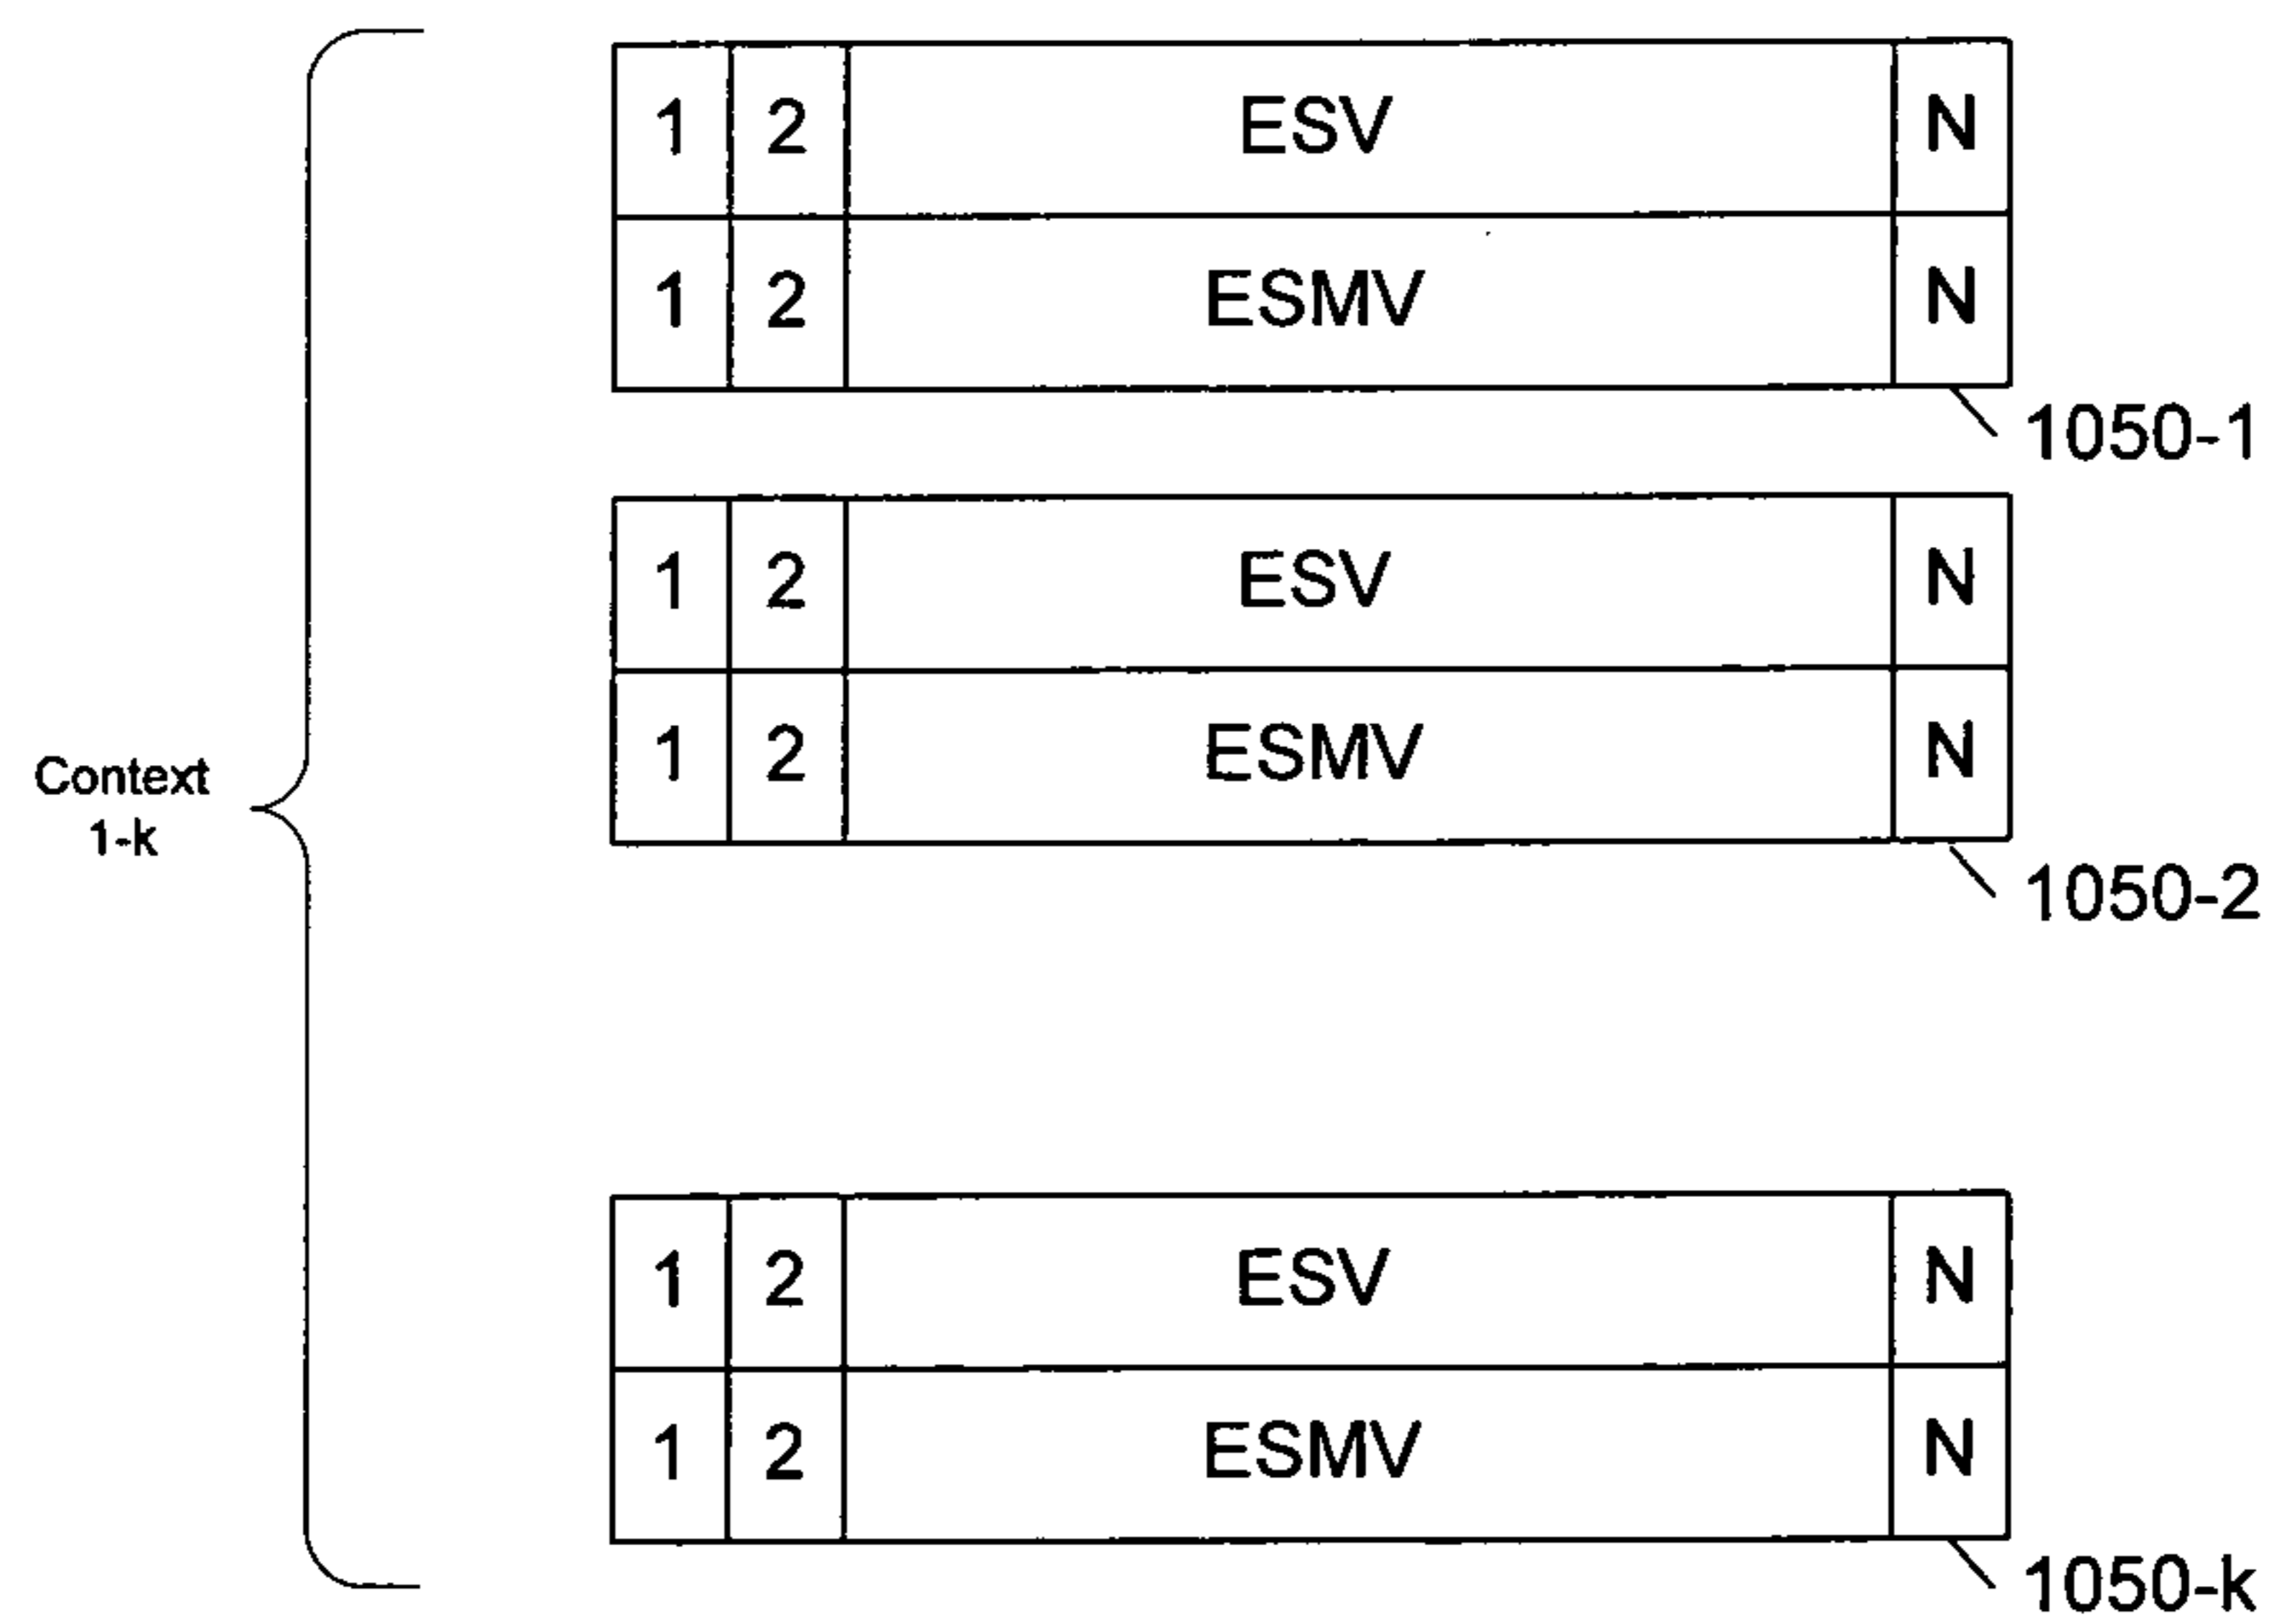 1 2 ESV N
1 2 ESMV N
1050-1
1 2 ESV N
1 2 ESMV N
1050-2
Context
1-k
1 2 ESV N
1 2 ESMV N
1050-k